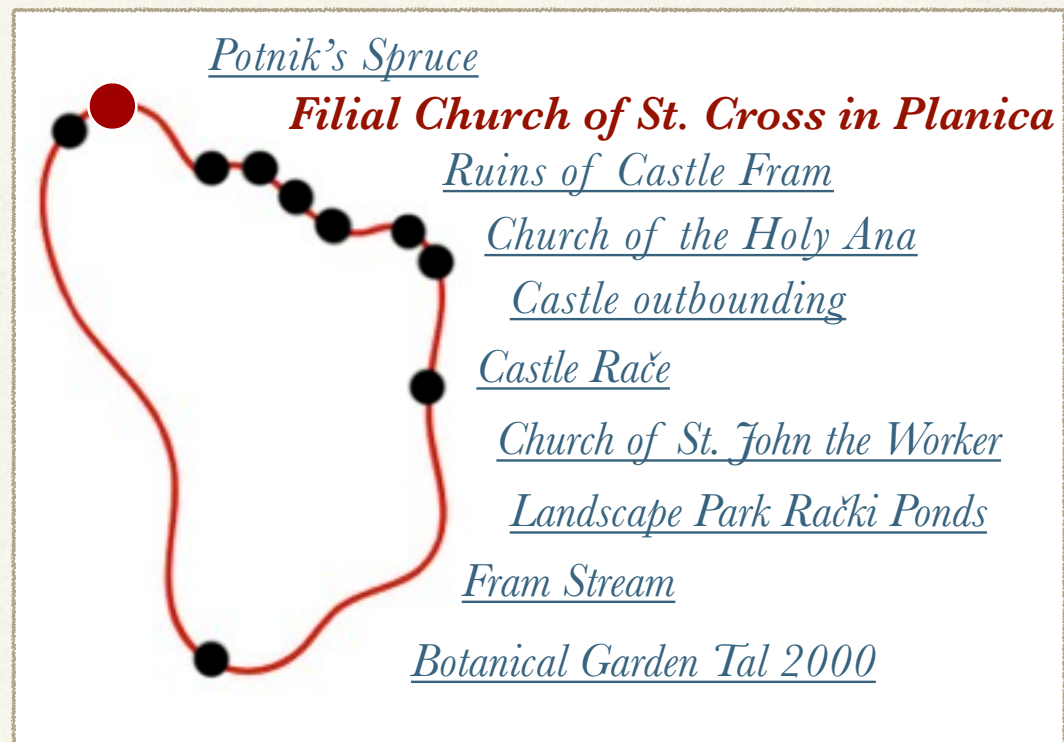 Potnik's Spruce
Filial Church of St. Cross in Planica
Ruins of Castle Fram
Church of the Holy Ana
Castle outbounding
Castle Rače
Church of St. John the Worker
Landscape Park Rački Ponds
Fram Stream
Botanical Garden Tal 2000